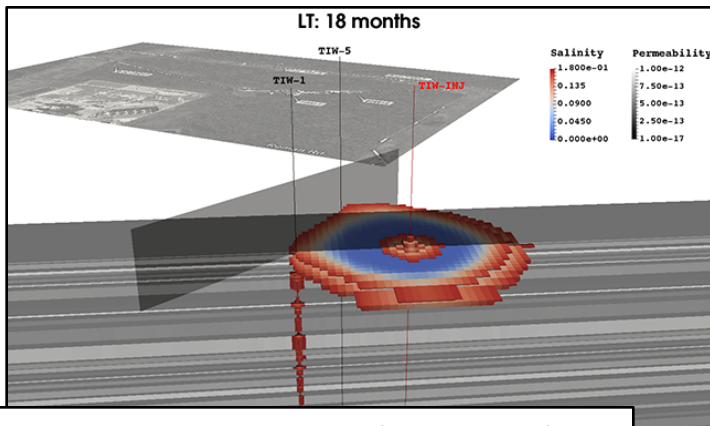 LT: 18 months
TIW-5
TIW-1
TIW-INJ
Salinity
1.800e-01
0.135
0.0900
0.0450
0.000e+00
Permeability
1.00e-12
7.50e-13
5.00e-13
2.50e-13
1.00e-17